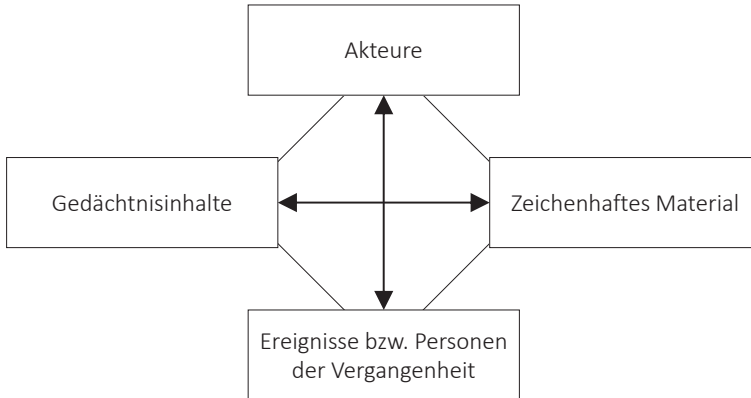 Akteure
Gedächtnisinhalte
Zeichenhaftes Material
Ereignisse bzw. Personen
der Vergangenheit